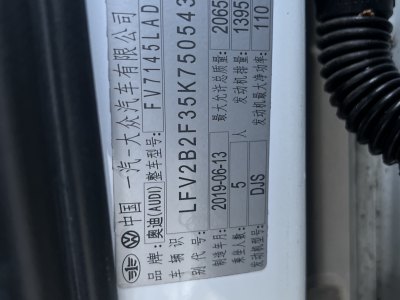 中国 一汽-大众汽车有限公司
品牌: 奥迪(AUDI) 整车型号: FV7145LAD
车辆识别代号: LFV2B2F35K750543
制造年月 2019-06-13 最大允许总质量 2065
乘坐人数 5 人 发动机排量 1395
发动机型号: DJS 发动机最大净功率 110